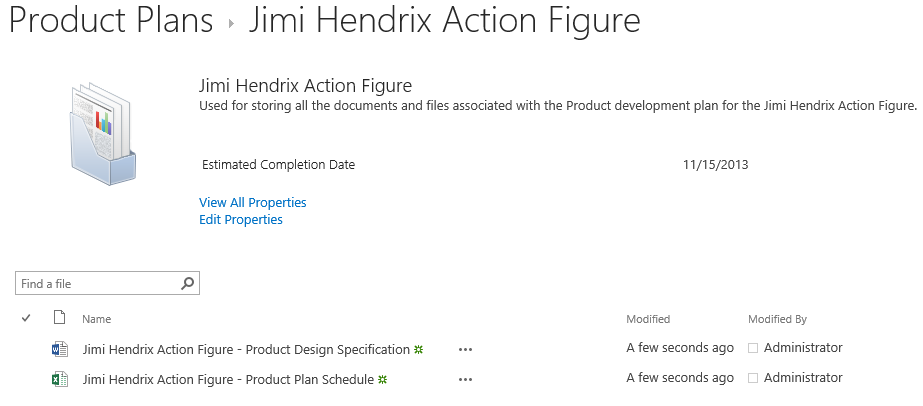 Product Plans ▸ Jimi Hendrix Action Figure
Jimi Hendrix Action Figure
Used for storing all the documents and files associated with the Product development plan for the Jimi Hendrix Action Figure.
Estimated Completion Date 11/15/2013
View All Properties
Edit Properties
Find a file
Name Modified Modified By
Jimi Hendrix Action Figure - Product Design Specification ... A few seconds ago Administrator
Jimi Hendrix Action Figure - Product Plan Schedule ... A few seconds ago Administrator